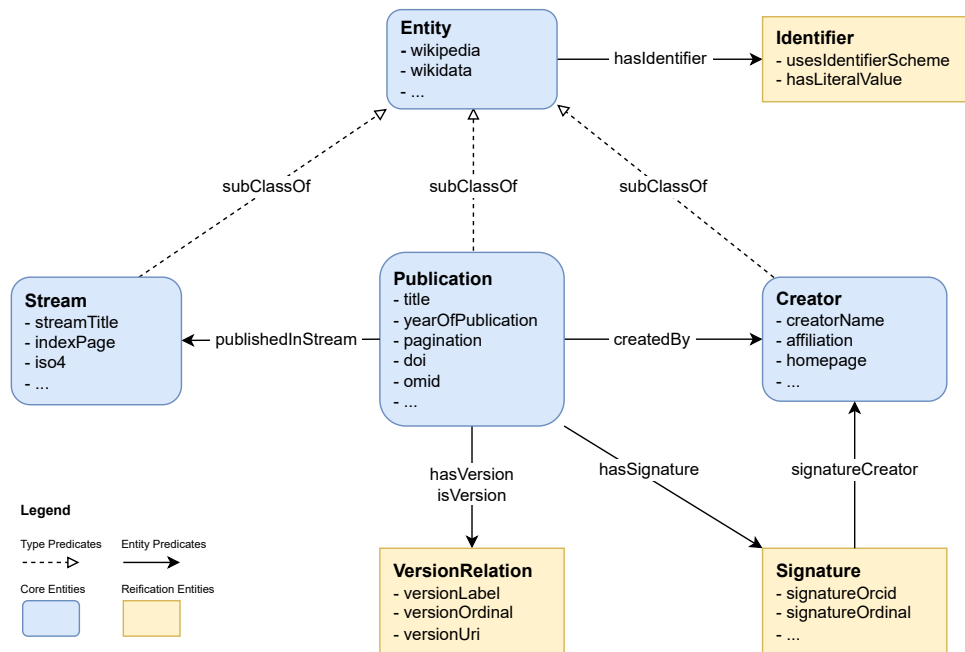 Entity
- wikipedia
- wikidata
- ...
hasIdentifier
Identifier
- usesIdentifierScheme
- hasLiteralValue
subClassOf
subClassOf
subClassOf
Stream
- streamTitle
- indexPage
- iso4
- ...
publishedInStream
Publication
- title
- yearOfPublication
- pagination
- doi
- omid
- ...
createdBy
Creator
- creatorName
- affiliation
- homepage
- ...
hasVersion
isVersion
hasSignature
signatureCreator
Legend
Type Predicates
Entity Predicates
Core Entities
Reification Entities
VersionRelation
- versionLabel
- versionOrdinal
- versionUri
Signature
- signatureOrcid
- signatureOrdinal
- ...